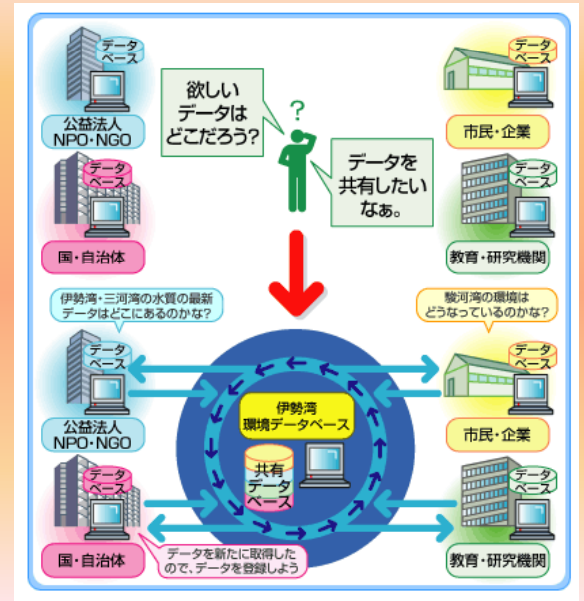 データ
ベース
公益法人
NPO・NGO
欲しい
データは
どこだろう?
?
データを
共有したい
なぁ。
データ
ベース
市民・企業
データ
ベース
国・自治体
データ
ベース
教育・研究機関
伊勢湾・三河湾の水質の最新
データはどこにあるのかな?
駿河湾の環境は
どうなっているのかな?
データ
ベース
公益法人
NPO・NGO
伊勢湾
環境データベース
共有
データ
ベース
データ
ベース
市民・企業
データ
ベース
国・自治体
データを新たに取得した
ので、データを登録しよう
データ
ベース
教育・研究機関